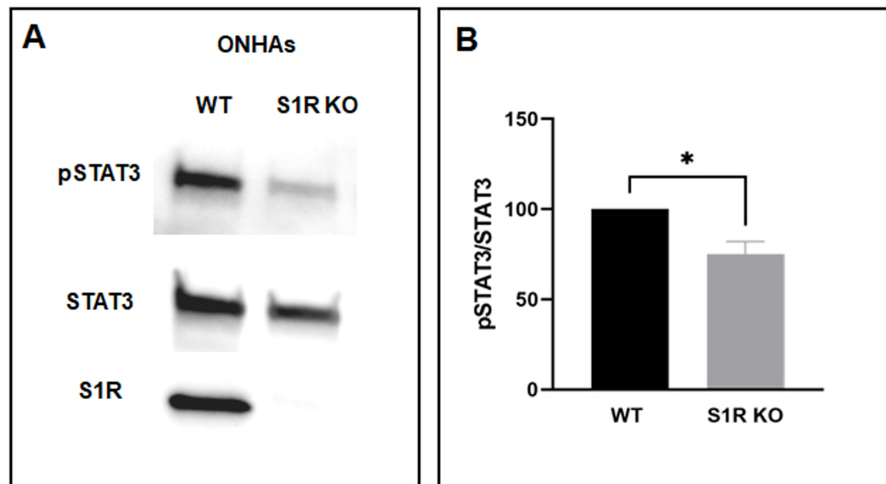 A
ONHAs
WT S1R KO
pSTAT3
STAT3
S1R
B
150
100
50
0
pSTAT3/STAT3
*
WT S1R KO